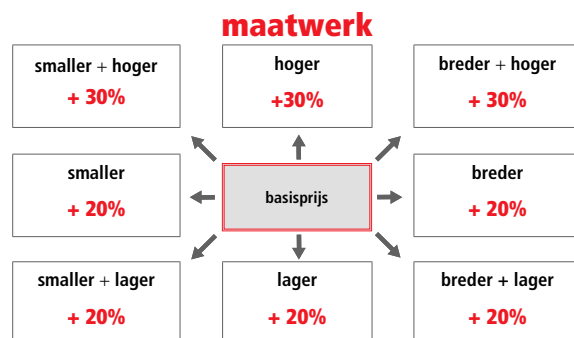 maatwerk
smaller + hoger
+ 30%
hoger
+30%
breder + hoger
+ 30%
smaller
+ 20%
basisprijs
breder
+ 20%
smaller + lager
+ 20%
lager
+ 20%
breder + lager
+ 20%